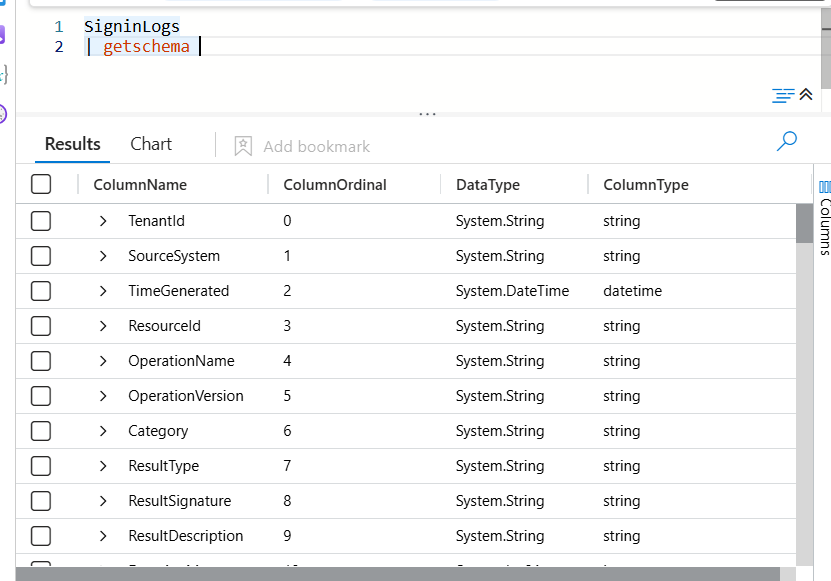 1 SigninLogs
2 | getschema
...
Results Chart Add bookmark
ColumnName ColumnOrdinal DataType ColumnType
TenantId 0 System.String string
SourceSystem 1 System.String string
TimeGenerated 2 System.DateTime datetime
ResourceId 3 System.String string
OperationName 4 System.String string
OperationVersion 5 System.String string
Category 6 System.String string
ResultType 7 System.String string
ResultSignature 8 System.String string
ResultDescription 9 System.String string
Columns